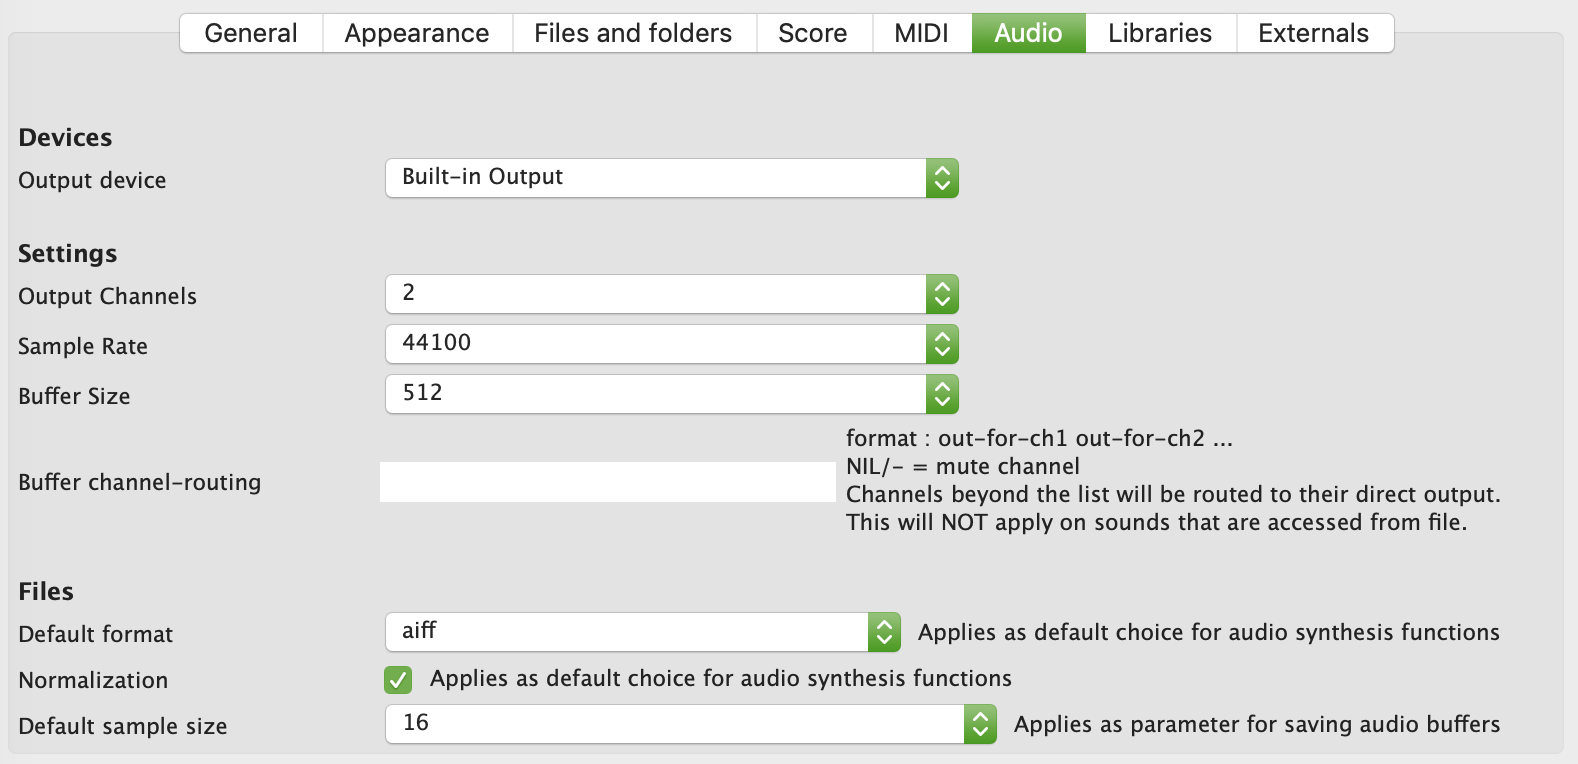 General Appearance Files and folders Score MIDI Audio Libraries Externals
Devices
Output device Built-in Output
Settings
Output Channels 2
Sample Rate 44100
Buffer Size 512
format : out-for-ch1 out-for-ch2 ...
NIL/- = mute channel
Buffer channel-routing
Channels beyond the list will be routed to their direct output.
This will NOT apply on sounds that are accessed from file.
Files
Default format aiff Applies as default choice for audio synthesis functions
Normalization Applies as default choice for audio synthesis functions
Default sample size 16 Applies as parameter for saving audio buffers